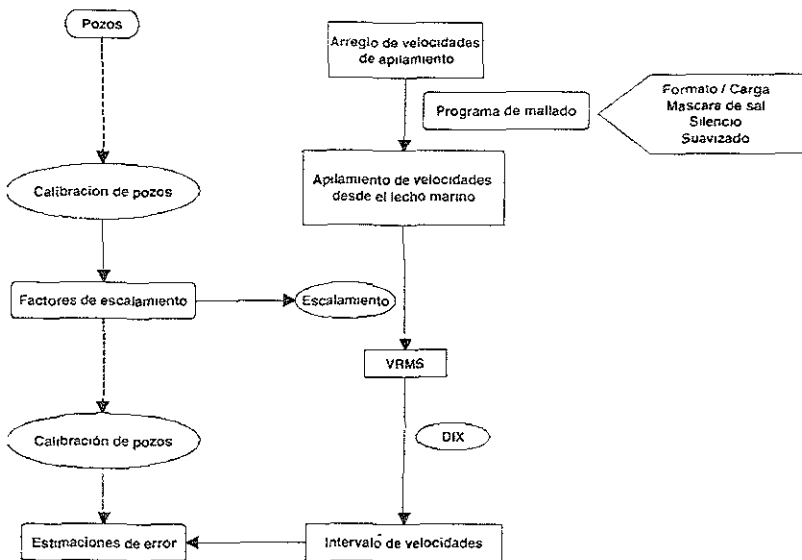 Pozos
Arreglo de velocidades
de apilamiento
Programa de mallado
Formato / Carga
Mascara de sal
Silencio
Suavizado
Calibracion de pozos
Apilamiento de velocidades
desde el lecho marino
Factores de escalamiento
Escalamiento
VRMS
Calibración de pozos
DIX
Estimaciones de error
Intervalo de velocidades